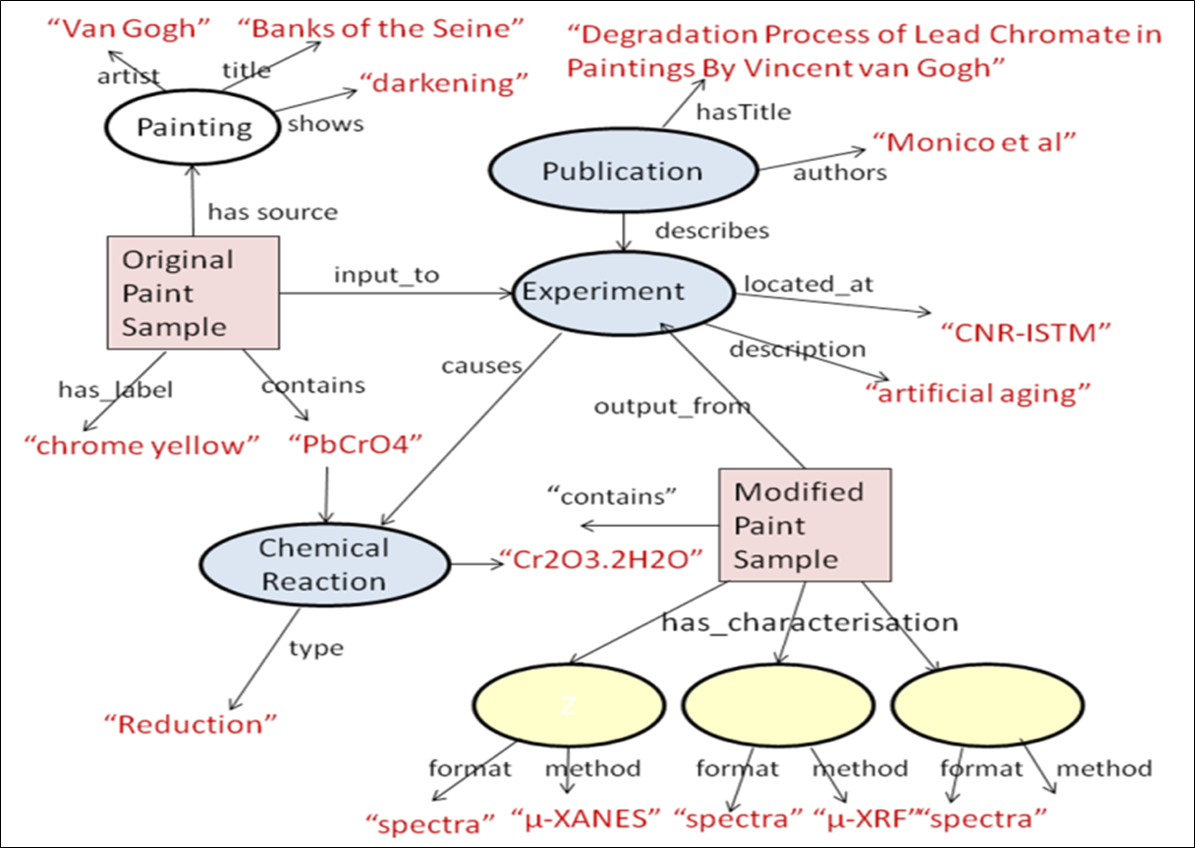 “Van Gogh” “Banks of the Seine”
“Degradation Process of Lead Chromate in
Paintings By Vincent van Gogh”
artist
title
“darkening”
Painting
shows
hasTitle
“Monico et al”
Publication
authors
has source
describes
Original
Paint
Sample
input_to
Experiment
located_at
“CNR-ISTM”
causes
description
has_label
contains
“artificial aging”
output_from
“chrome yellow”
“PbCrO4”
“contains”
Modified
Paint
Sample
Chemical
Reaction
“Cr2O3.2H2O”
has_characterisation
type
Z
“Reduction”
format
method
format
method
format
method
“spectra”
“μ-XANES”
“spectra”
“μ-XRF”
“spectra”